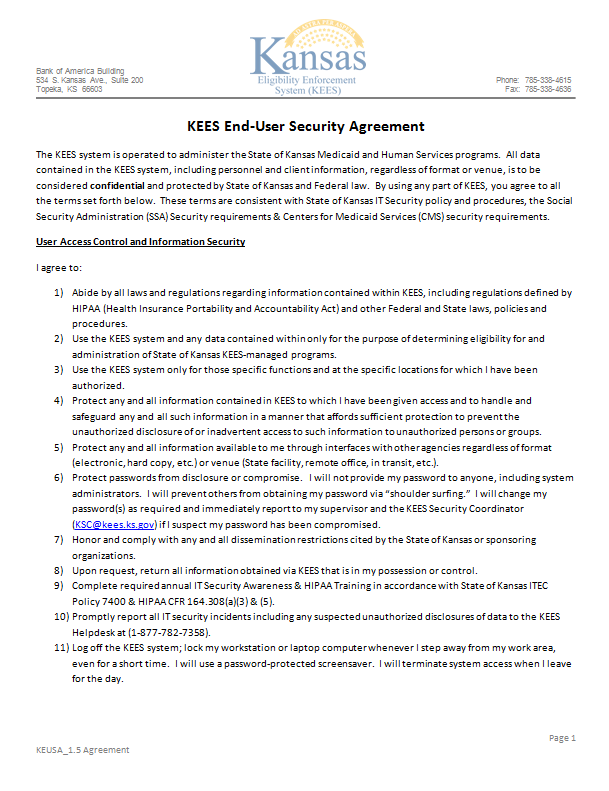 AD ASTRA PER ASPERA
Kansas
Eligibility Enforcement
System (KEES)
Bank of America Building
534 S. Kansas Ave., Suite 200
Topeka, KS 66603
Phone: 785-338-4615
Fax: 785-338-4636
KEES End-User Security Agreement
The KEES system is operated to administer the State of Kansas Medicaid and Human Services programs. All data
contained in the KEES system, including personnel and client information, regardless of format or venue, is to be
considered confidential and protected by State of Kansas and Federal law. By using any part of KEES, you agree to all
the terms set forth below. These terms are consistent with State of Kansas IT Security policy and procedures, the Social
Security Administration (SSA) Security requirements & Centers for Medicaid Services (CMS) security requirements.
User Access Control and Information Security
I agree to:
1) Abide by all laws and regulations regarding information contained within KEES, including regulations defined by
HIPAA (Health Insurance Portability and Accountability Act) and other Federal and State laws, policies and
procedures.
2) Use the KEES system and any data contained within only for the purpose of determining eligibility for and
administration of State of Kansas KEES-managed programs.
3) Use the KEES system only for those specific functions and at the specific locations for which I have been
authorized.
4) Protect any and all information contained in KEES to which I have been given access and to handle and
safeguard any and all such information in a manner that affords sufficient protection to prevent the
unauthorized disclosure of or inadvertent access to such information to unauthorized persons or groups.
5) Protect any and all information available to me through interfaces with other agencies regardless of format
(electronic, hard copy, etc.) or venue (State facility, remote office, in transit, etc.).
6) Protect passwords from disclosure or compromise. I will not provide my password to anyone, including system
administrators. I will prevent others from obtaining my password via “shoulder surfing.” I will change my
password(s) as required and immediately report to my supervisor and the KEES Security Coordinator
(KSC@kees.ks.gov) if I suspect my password has been compromised.
7) Honor and comply with any and all dissemination restrictions cited by the State of Kansas or sponsoring
organizations.
8) Upon request, return all information obtained via KEES that is in my possession or control.
9) Complete required annual IT Security Awareness & HIPAA Training in accordance with State of Kansas ITEC
Policy 7400 & HIPAA CFR 164.308(a)(3) & (5).
10) Promptly report all IT security incidents including any suspected unauthorized disclosures of data to the KEES
Helpdesk at (1-877-782-7358).
11) Log off the KEES system; lock my workstation or laptop computer whenever I step away from my work area,
even for a short time. I will use a password-protected screensaver. I will terminate system access when I leave
for the day.
Page 1
KEUSA_1.5 Agreement